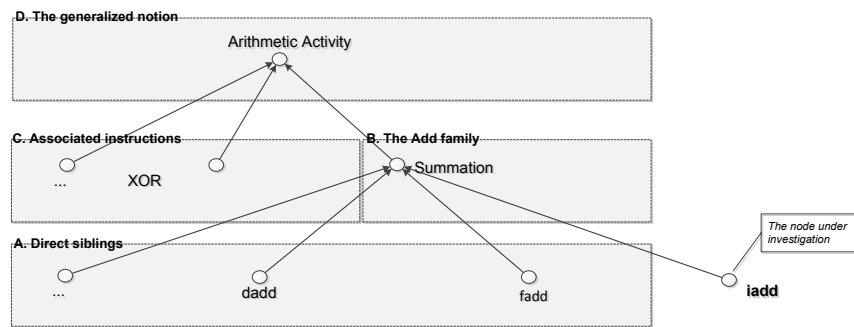 D. The generalized notion
Arithmetic Activity
C. Associated instructions
B. The Add family
...
XOR
Summation
A. Direct siblings
The node under
investigation
...
dadd
fadd
iadd